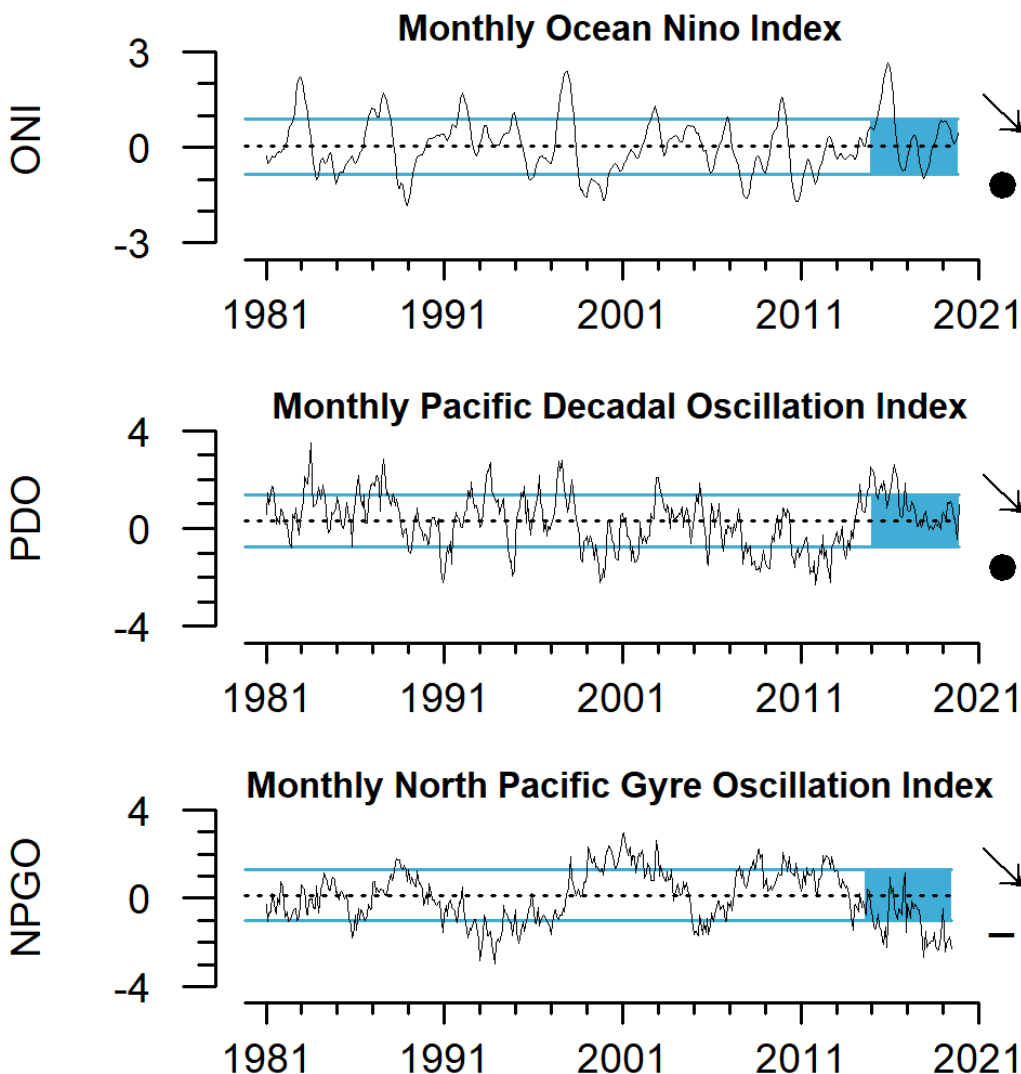 Monthly Ocean Nino Index
ONI
3
0
-3
1981 1991 2001 2011 2021
Monthly Pacific Decadal Oscillation Index
PDO
4
0
-4
1981 1991 2001 2011 2021
Monthly North Pacific Gyre Oscillation Index
NPGO
4
0
-4
1981 1991 2001 2011 2021